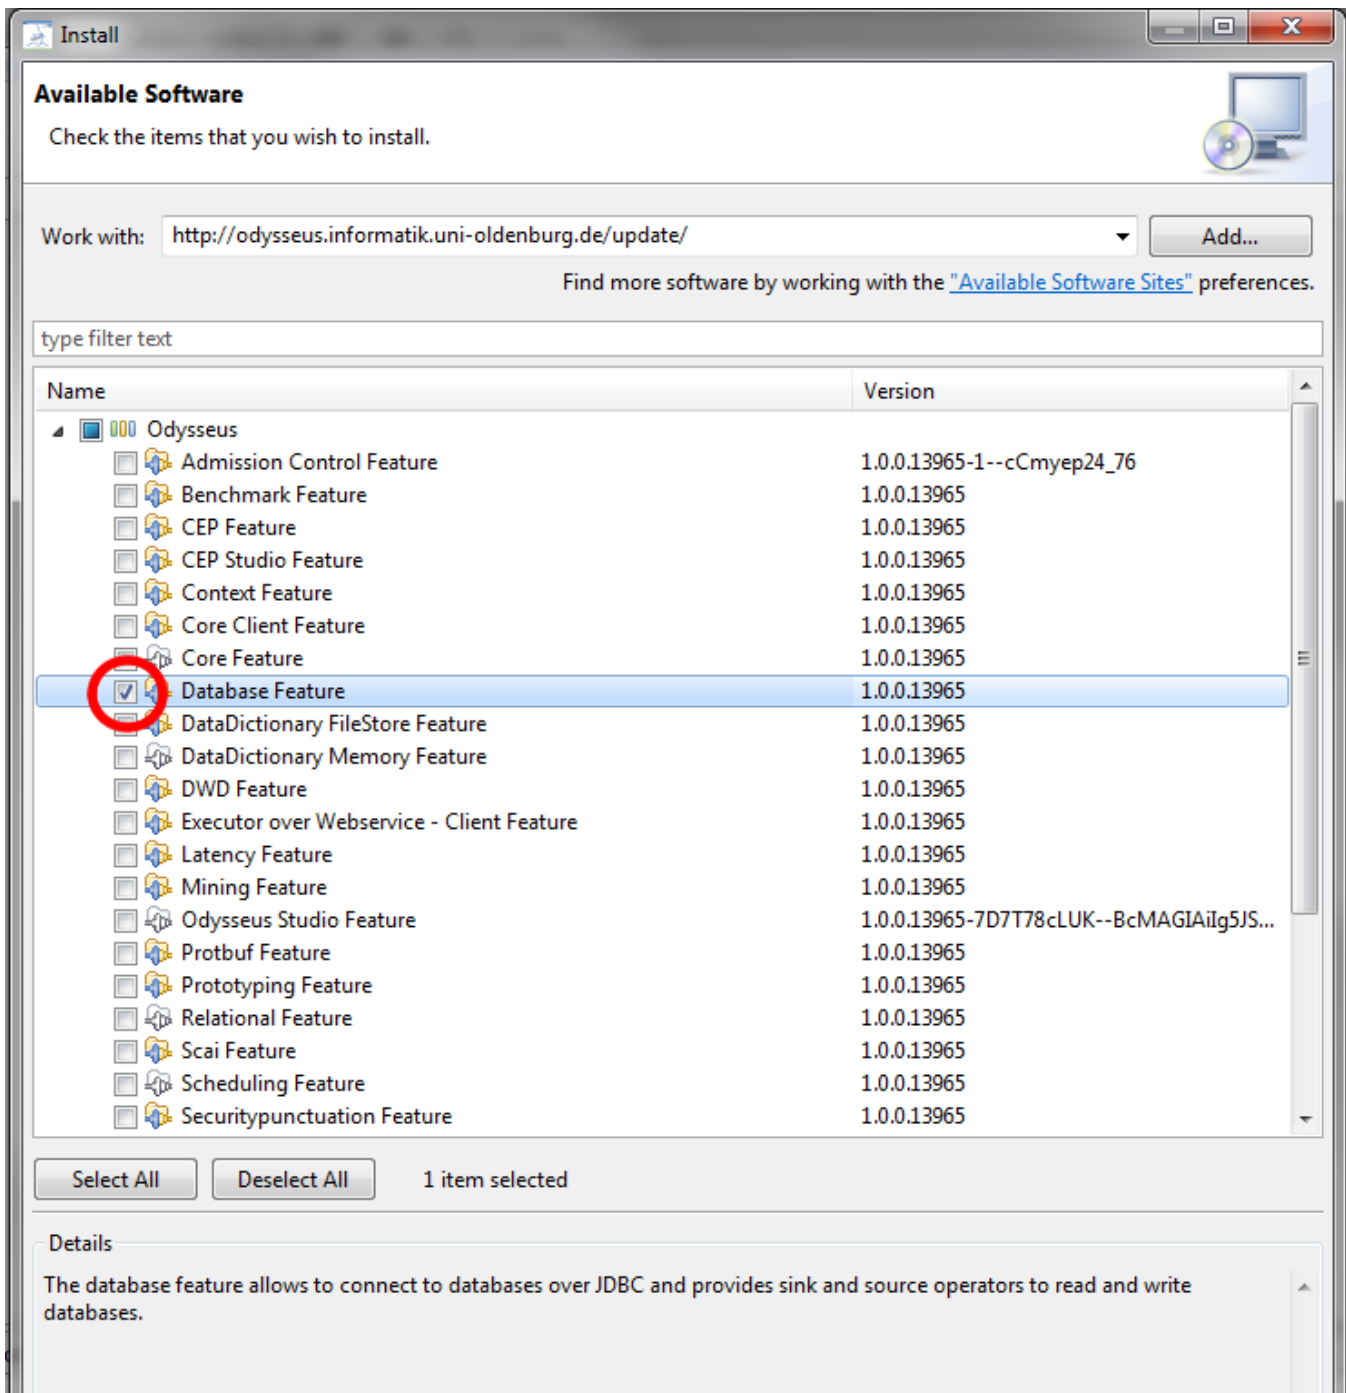 Install
Available Software
Check the items that you wish to install.
Work with: http://odysseus.informatik.uni-oldenburg.de/update/ Add...
Find more software by working with the "Available Software Sites" preferences.
type filter text
Name Version
Odysseus
Admission Control Feature 1.0.0.13965-1--cCmyep24_76
Benchmark Feature 1.0.0.13965
CEP Feature 1.0.0.13965
CEP Studio Feature 1.0.0.13965
Context Feature 1.0.0.13965
Core Client Feature 1.0.0.13965
Core Feature 1.0.0.13965
Database Feature 1.0.0.13965
DataDictionary FileStore Feature 1.0.0.13965
DataDictionary Memory Feature 1.0.0.13965
DWD Feature 1.0.0.13965
Executor over Webservice - Client Feature 1.0.0.13965
Latency Feature 1.0.0.13965
Mining Feature 1.0.0.13965
Odysseus Studio Feature 1.0.0.13965-7D7T78cLUK--BcMAGIAiIg5JS...
Protbuf Feature 1.0.0.13965
Prototyping Feature 1.0.0.13965
Relational Feature 1.0.0.13965
Scai Feature 1.0.0.13965
Scheduling Feature 1.0.0.13965
Securitypunctuation Feature 1.0.0.13965
Select All Deselect All 1 item selected
Details
The database feature allows to connect to databases over JDBC and provides sink and source operators to read and write
databases.